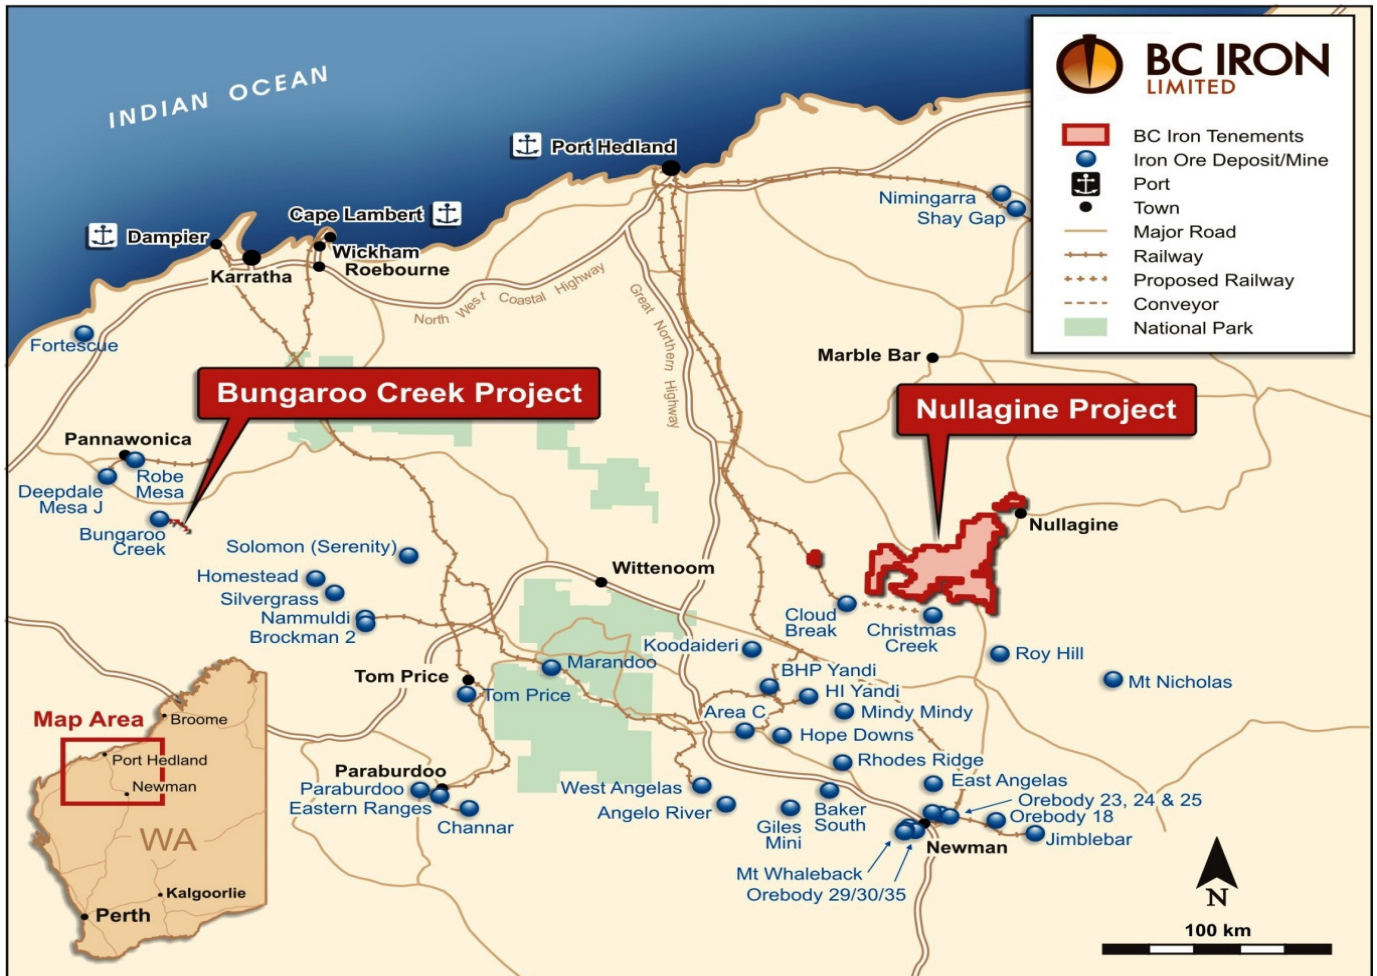 INDIAN OCEAN
BC IRON
LIMITED
BC Iron Tenements
Iron Ore Deposit/Mine
Port
Town
Major Road
Railway
Proposed Railway
Conveyor
National Park
Port Hedland
Nimingarra
Shay Gap
Cape Lambert
Dampier
Wickham
Roebourne
Karratha
North West Coastal Highway
Great Northern Highway
Fortescue
Marble Bar
Bungaroo Creek Project
Nullagine Project
Pannawonica
Robe
Mesa
Deepdale
Mesa J
Bungaroo
Creek
Nullagine
Solomon (Serenity)
Homestead
Silvergrass
Nammuldi
Brockman 2
Wittenoom
Cloud
Break
Christmas
Creek
Koodaideri
Roy Hill
Marandoo
BHP Yandi
Mt Nicholas
Tom Price
Tom Price
HI Yandi
Area C
Mindy Mindy
Hope Downs
Rhodes Ridge
Paraburdoo
Paraburdoo
Eastern Ranges
Channar
West Angelas
Angelo River
East Angelas
Baker
South
Giles
Mini
Orebody 23, 24 & 25
Orebody 18
Jimblebar
Newman
Mt Whaleback
Orebody 29/30/35
Map Area
Broome
Port Hedland
Newman
WA
Kalgoorlie
Perth
N
100 km